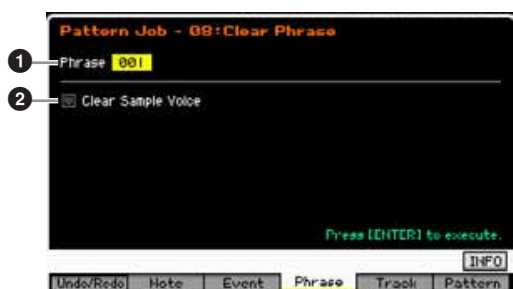 Pattern Job - 08:Clear Phrase
1 Phrase 001
2 Clear Sample Voice
Press [ENTER] to execute.
INFO
Undo/Redo Note Event Phrase Track Pattern